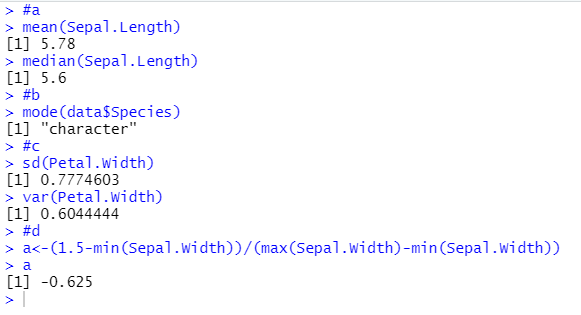 > #a
> mean(Sepal.Length)
[1] 5.78
> median(Sepal.Length)
[1] 5.6
> #b
> mode(data$Species)
[1] "character"
> #c
> sd(Petal.Width)
[1] 0.7774603
> var(Petal.Width)
[1] 0.6044444
> #d
> a<-(1.5-min(Sepal.Width))/(max(Sepal.Width)-min(Sepal.Width))
> a
[1] -0.625
>